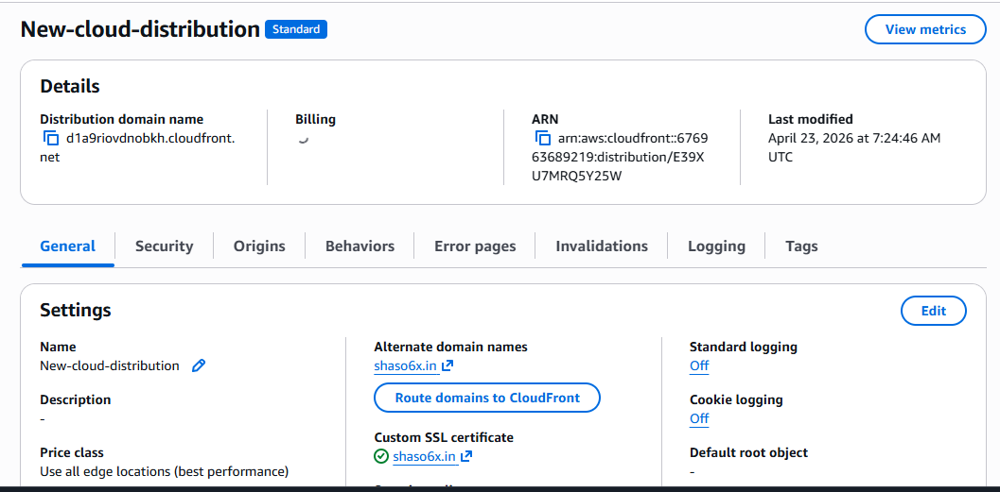 New-cloud-distribution Standard View metrics
Details
Distribution domain name
d1a9riovdnobkh.cloudfront.
net
Billing
ARN
arn:aws:cloudfront::6769
63689219:distribution/E39X
U7MRQ5Y25W
Last modified
April 23, 2026 at 7:24:46 AM
UTC
General Security Origins Behaviors Error pages Invalidations Logging Tags
Settings Edit
Name
New-cloud-distribution
Description
-
Price class
Use all edge locations (best performance)
Alternate domain names
shaso6x.in
Route domains to CloudFront
Custom SSL certificate
shaso6x.in
Standard logging
Off
Cookie logging
Off
Default root object
-